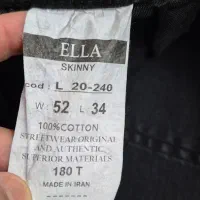 ELLA
SKINNY
cod : L 20-240
W: 52 L: 34
100%COTTON
STREETWEAR ORIGINAL
AND AUTHENTIC
SUPERIOR MATERIALS
180 T
MADE IN IRAN